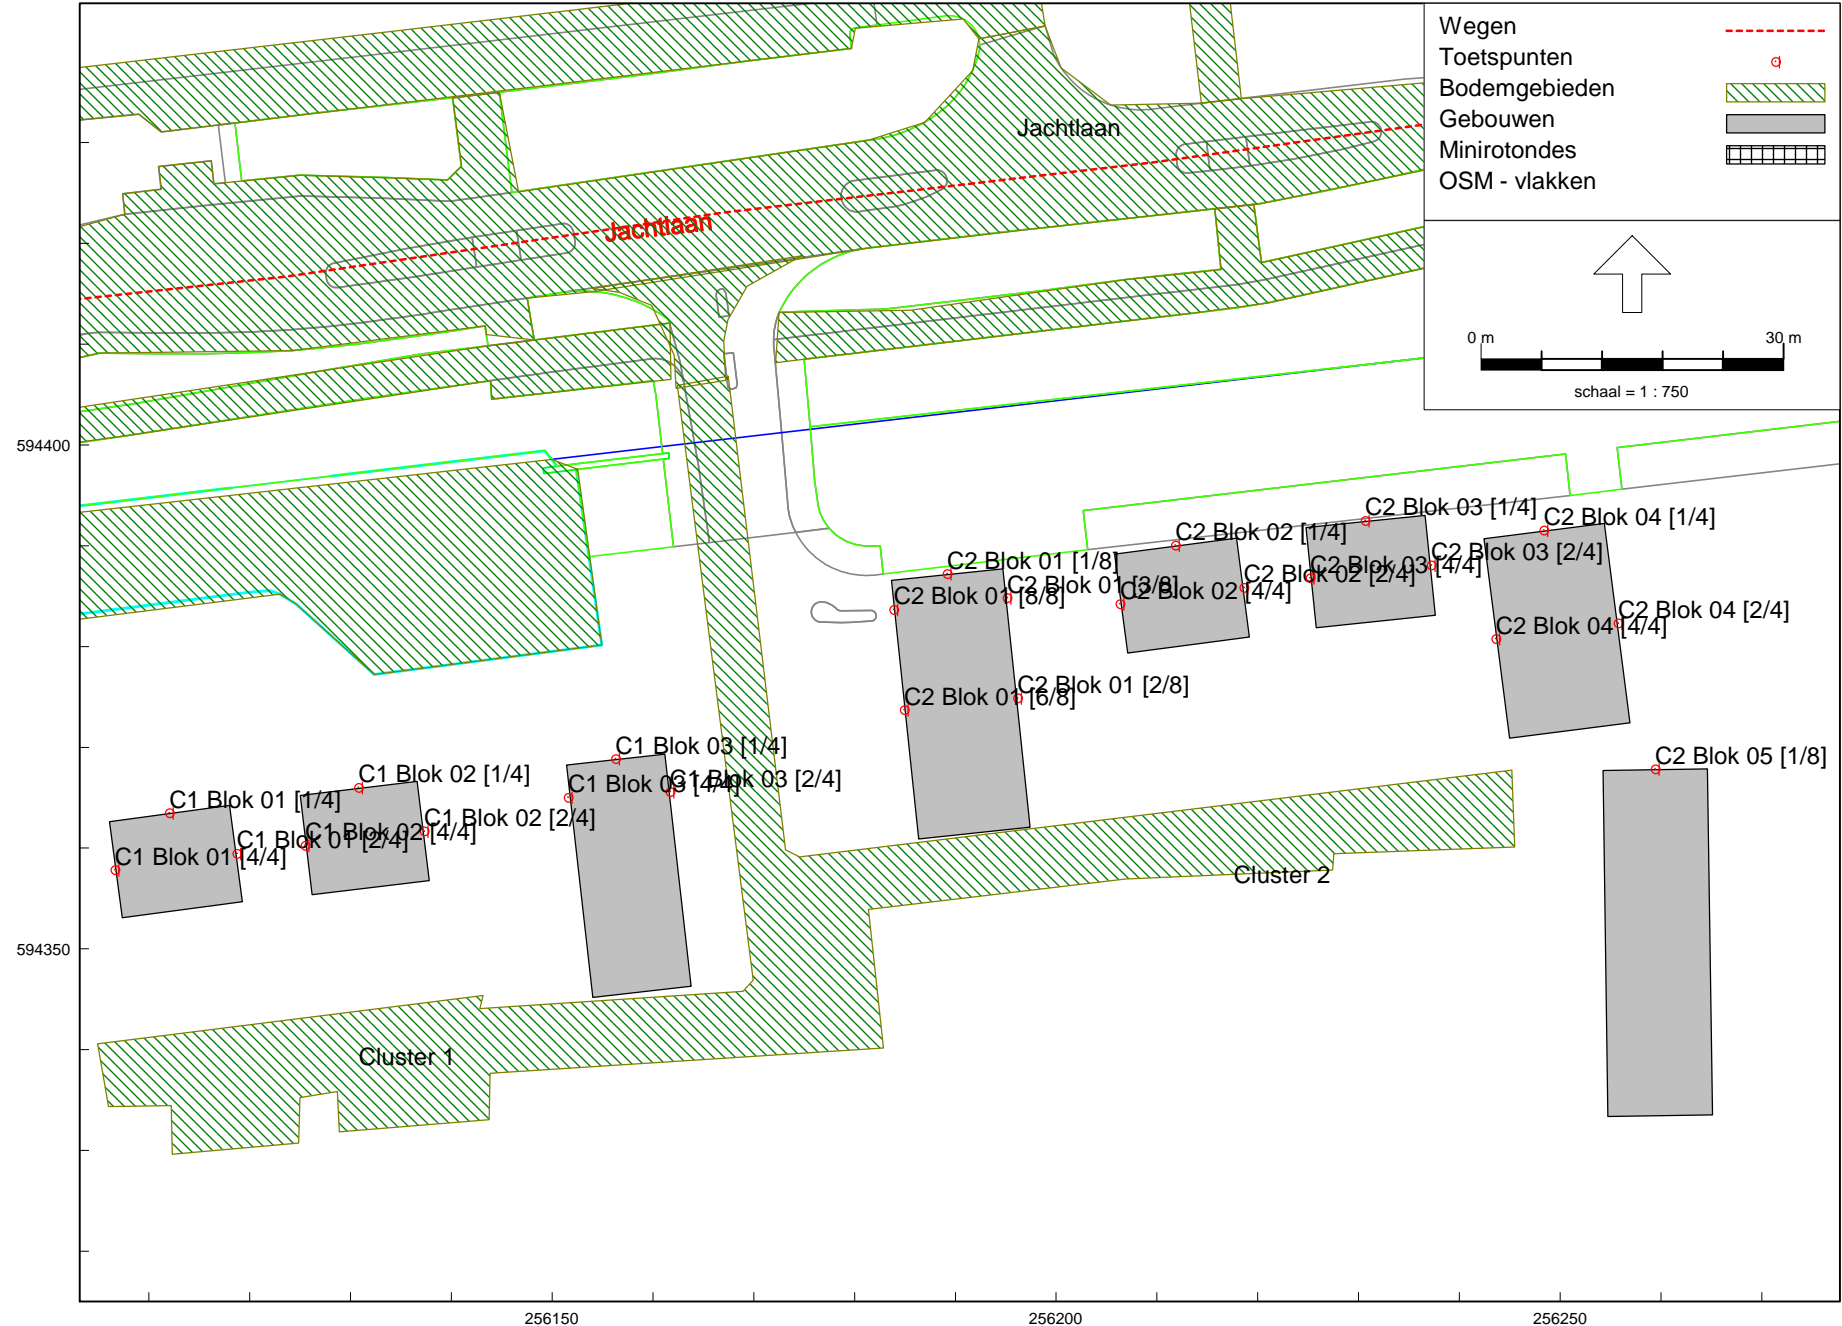 Wegen
Toetspunten
Bodemgebieden
Gebouwen
Minirotondes
OSM - vlakken
0 m 30 m
schaal = 1 : 750
Jachtlaan
Jachtlaan
594400
C2 Blok 03 [1/4]
C2 Blok 04 [1/4]
C2 Blok 02 [1/4]
C2 Blok 01 [1/8]
C2 Blok 03 [2/4]
C2 Blok 03 [4/4]
C2 Blok 02 [2/4]
C2 Blok 01 [3/8]
C2 Blok 02 [4/4]
C2 Blok 01 [8/8]
C2 Blok 04 [2/4]
C2 Blok 04 [4/4]
C2 Blok 01 [2/8]
C2 Blok 01 [6/8]
C1 Blok 03 [1/4]
C2 Blok 05 [1/8]
C1 Blok 02 [1/4]
C1 Blok 03 [4/4]
C1 Blok 03 [2/4]
C1 Blok 01 [1/4]
C1 Blok 02 [2/4]
C1 Blok 02 [4/4]
C1 Blok 01 [2/4]
C1 Blok 01 [4/4]
Cluster 2
594350
Cluster 1
256150 256200 256250